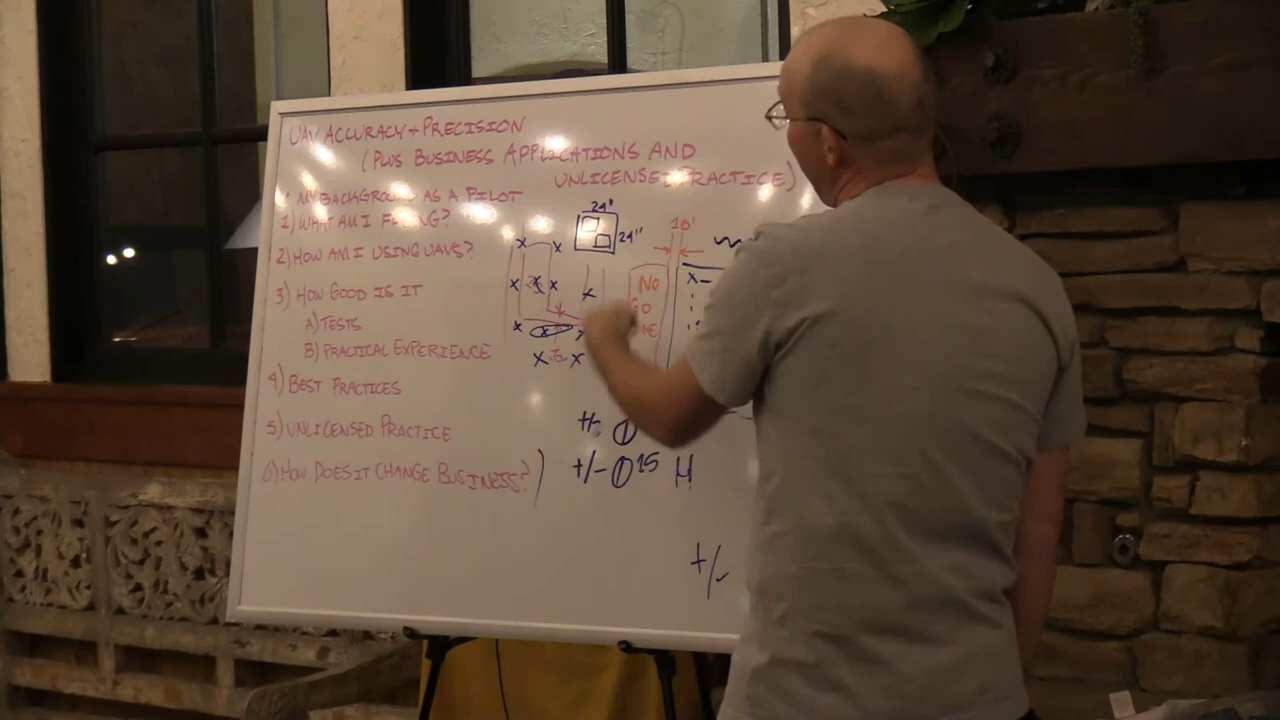 UAV ACCURACY + PRECISION
(PLUS BUSINESS APPLICATIONS AND
UNLICENSED PRACTICE)
MY BACKGROUND AS A PILOT
1) WHAT AM I FLYING?
2) HOW AM I USING UAVS?
3) HOW GOOD IS IT
A) TESTS
B) PRACTICAL EXPERIENCE
4) BEST PRACTICES
5) UNLICENSED PRACTICE
6) HOW DOES IT CHANGE BUSINESS?)
24"
24"
10'
X X
X X X
X X
X X
X
NO
GO
+/- 0 15 H
+/-